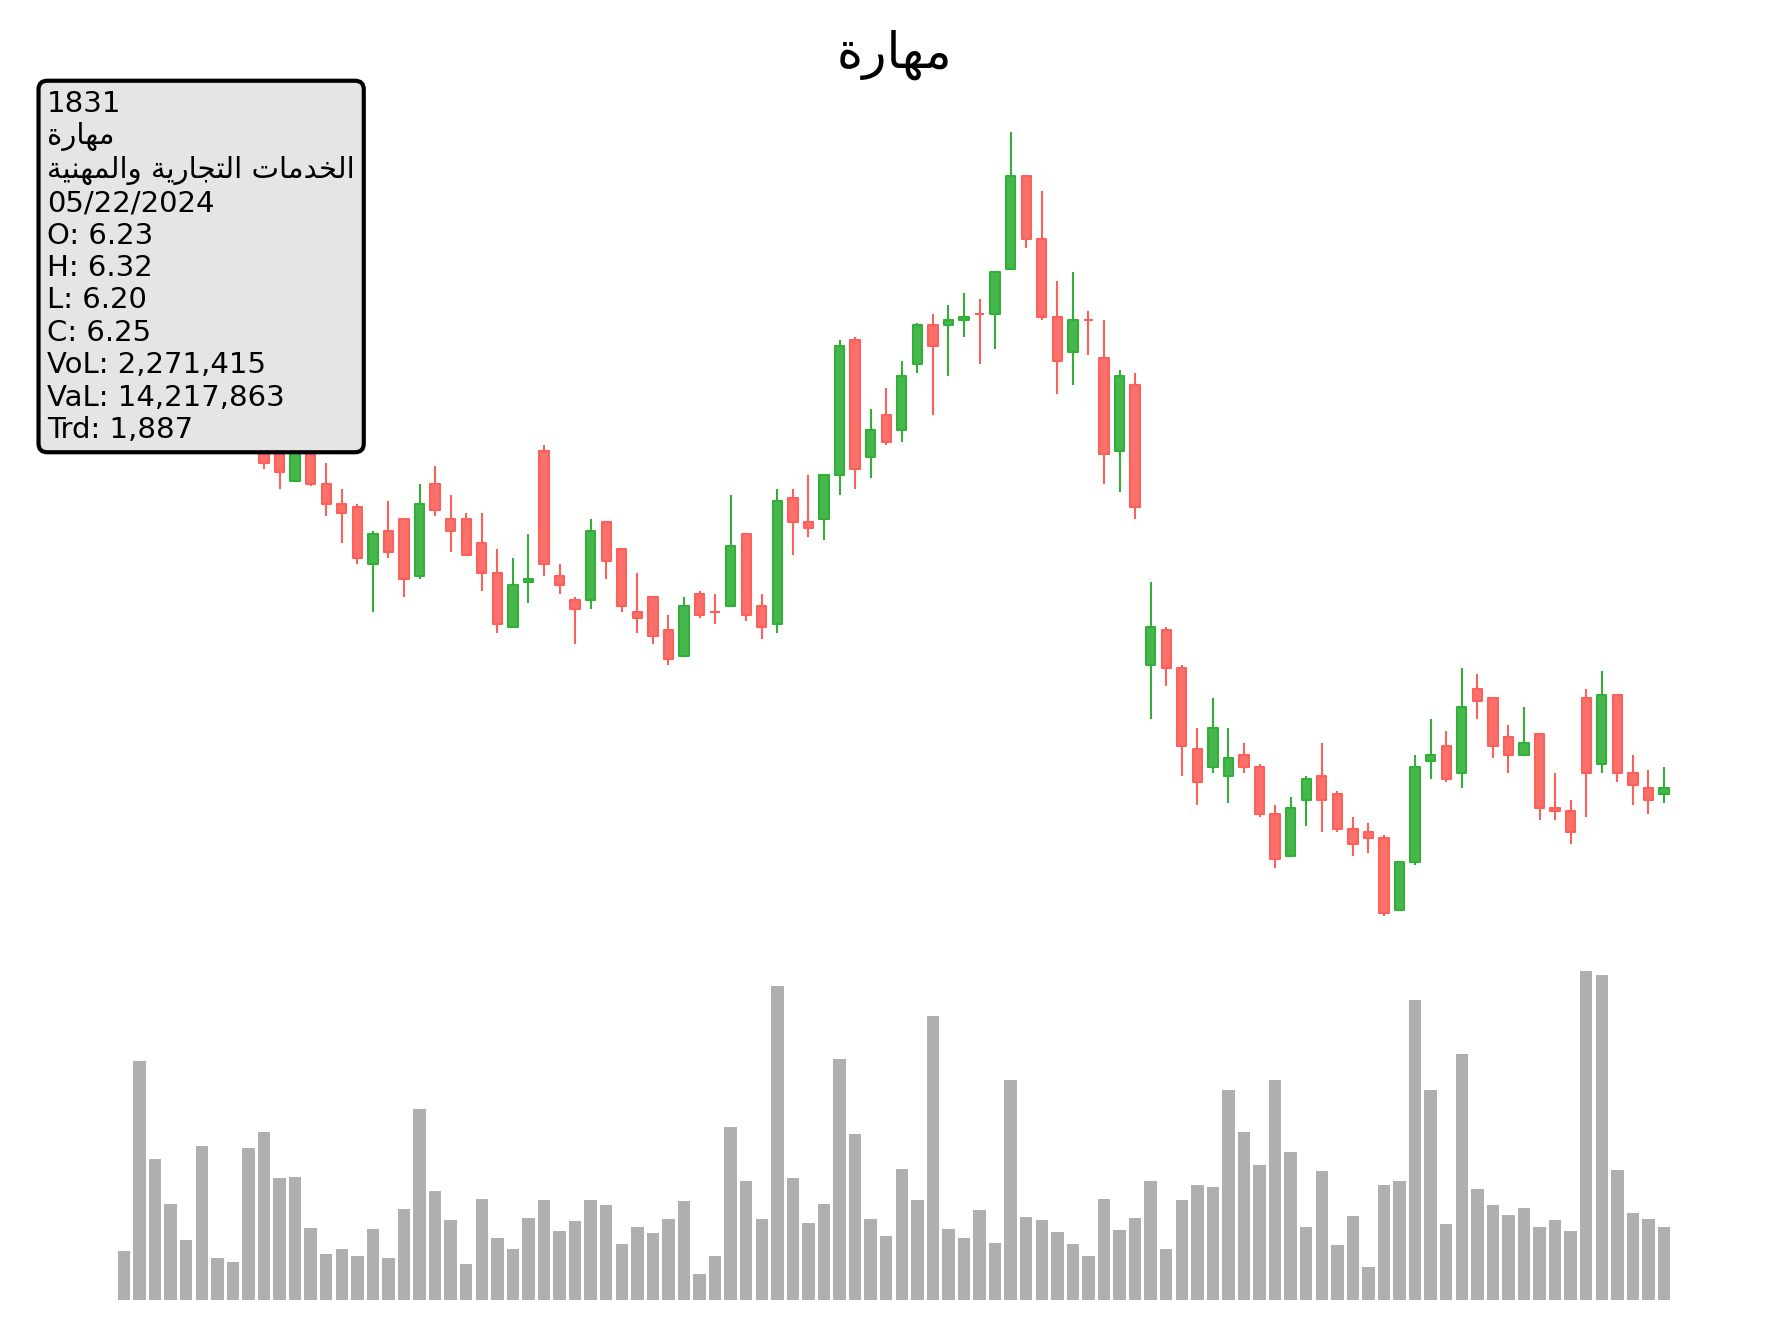 مهارة
1831
مهارة
الخدمات التجارية والمهنية
05/22/2024
O: 6.23
H: 6.32
L: 6.20
C: 6.25
VoL: 2,271,415
VaL: 14,217,863
Trd: 1,887